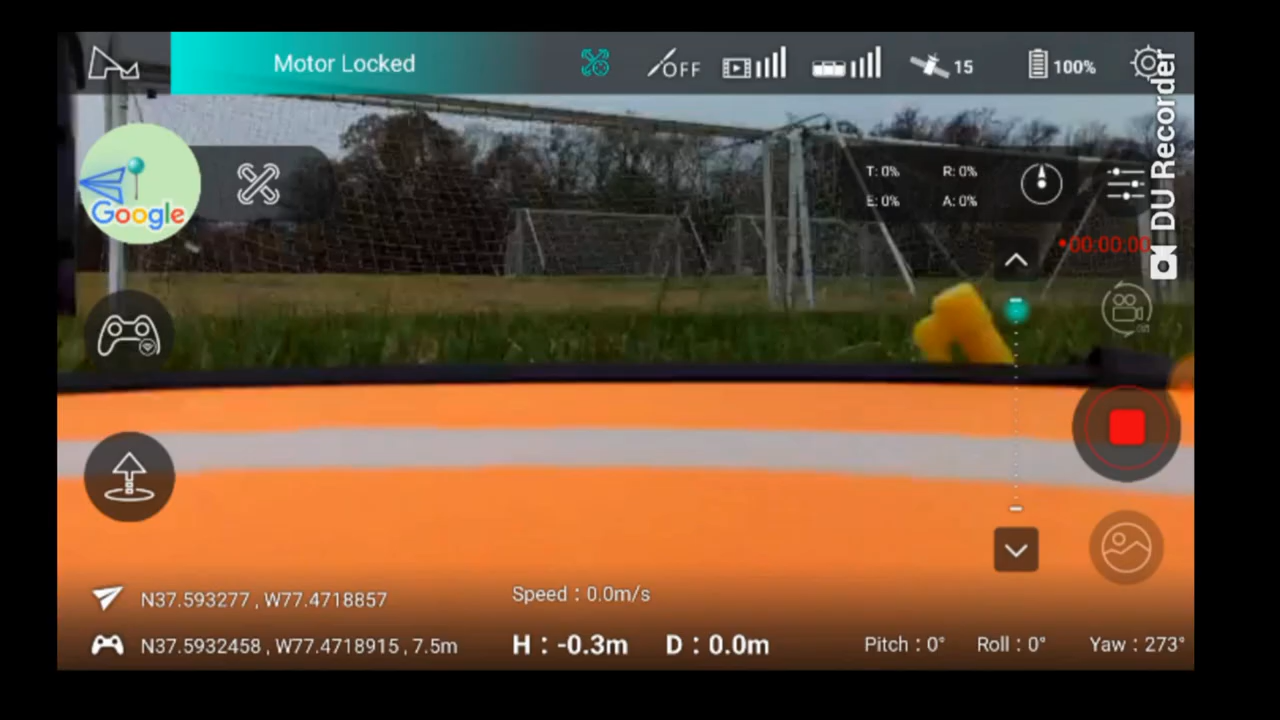 Motor Locked
OFF
15
100%
DU Recorder
Google
T: 0%
R: 0%
E: 0%
A: 0%
•00:00:00
N37.593277 , W77.4718857
Speed : 0.0m/s
N37.5932458 , W77.4718915 , 7.5m
H : -0.3m
D : 0.0m
Pitch : 0°
Roll : 0°
Yaw : 273°